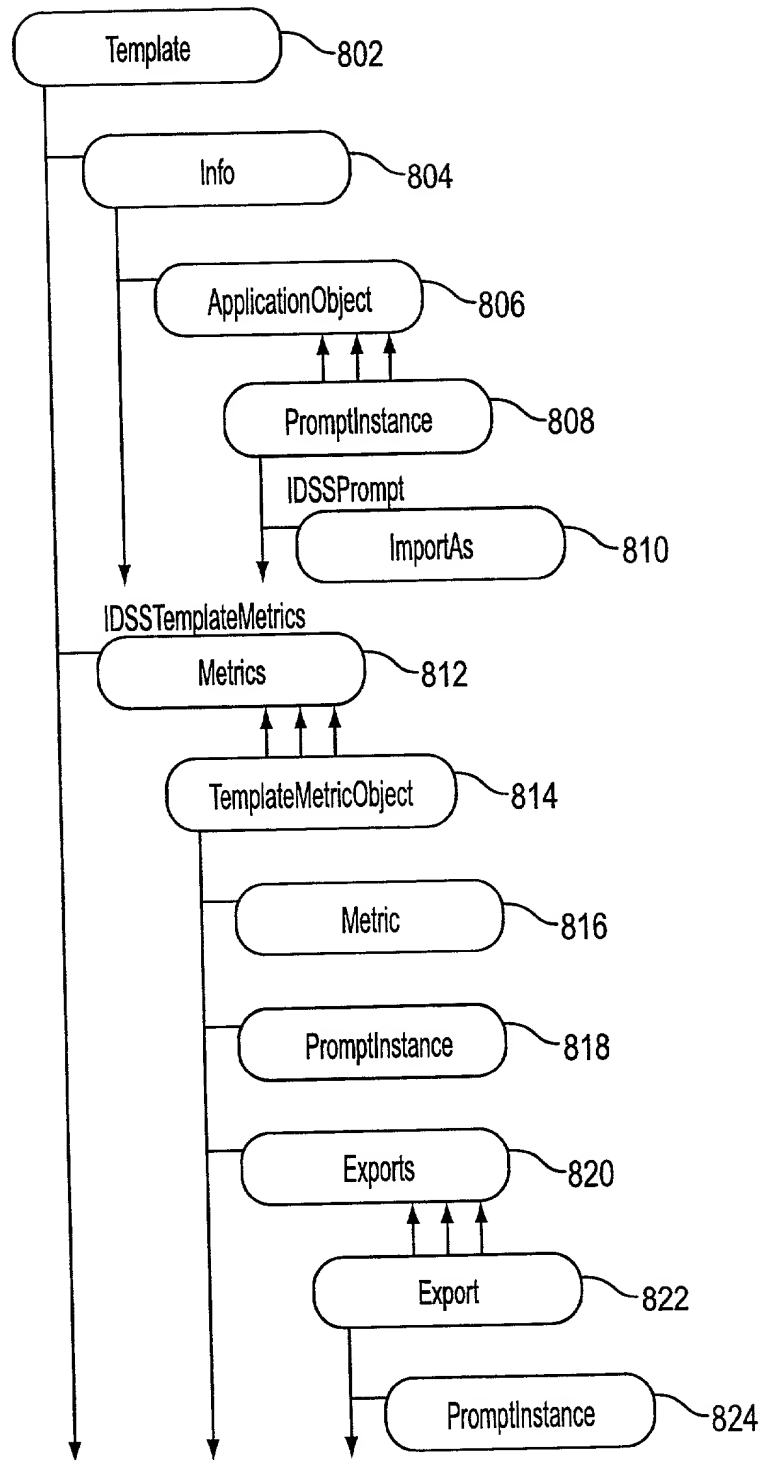 Template 802
Info 804
ApplicationObject 806
PromptInstance 808
IDSSPrompt
ImportAs 810
IDSSTemplateMetrics
Metrics 812
TemplateMetricObject 814
Metric 816
PromptInstance 818
Exports 820
Export 822
PromptInstance 824